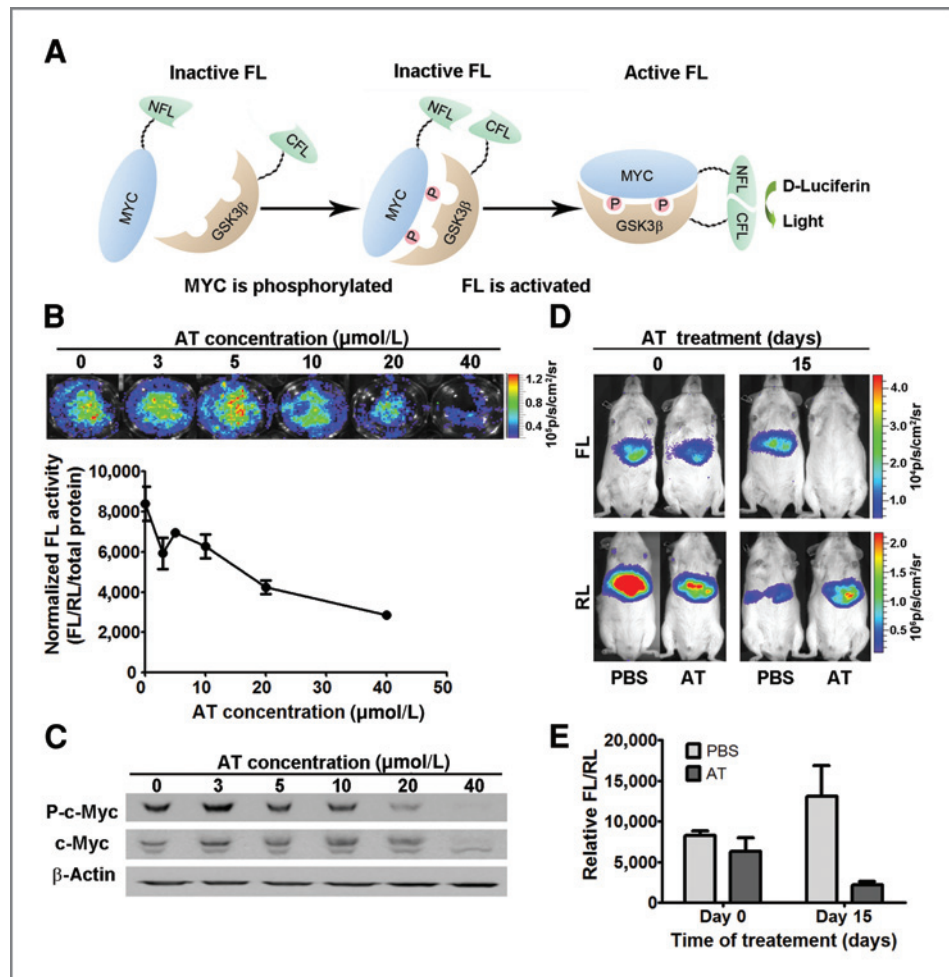 A
Inactive FL
Inactive FL
Active FL
NFL
CFL
MYC
GSK3β
NFL
CFL
MYC
P
P
GSK3β
MYC
P
P
GSK3β
NFL
CFL
D-Luciferin
Light
MYC is phosphorylated
FL is activated
B
AT concentration (µmol/L)
0 3 5 10 20 40
1.2
0.8
0.4
10⁵p/s/cm²/sr
Normalized FL activity
(FL/RL/total protein)
10,000
8,000
6,000
4,000
2,000
0
0 10 20 30 40 50
AT concentration (µmol/L)
C
AT concentration (µmol/L)
0 3 5 10 20 40
P-c-Myc
c-Myc
β-Actin
D
AT treatment (days)
0 15
FL
4.0
3.0
2.0
1.0
10⁴p/s/cm²/sr
RL
2.0
1.5
1.0
0.5
10⁶p/s/cm²/sr
PBS AT PBS AT
E
Relative FL/RL
20,000
15,000
10,000
5,000
0
PBS
AT
Day 0 Day 15
Time of treatement (days)